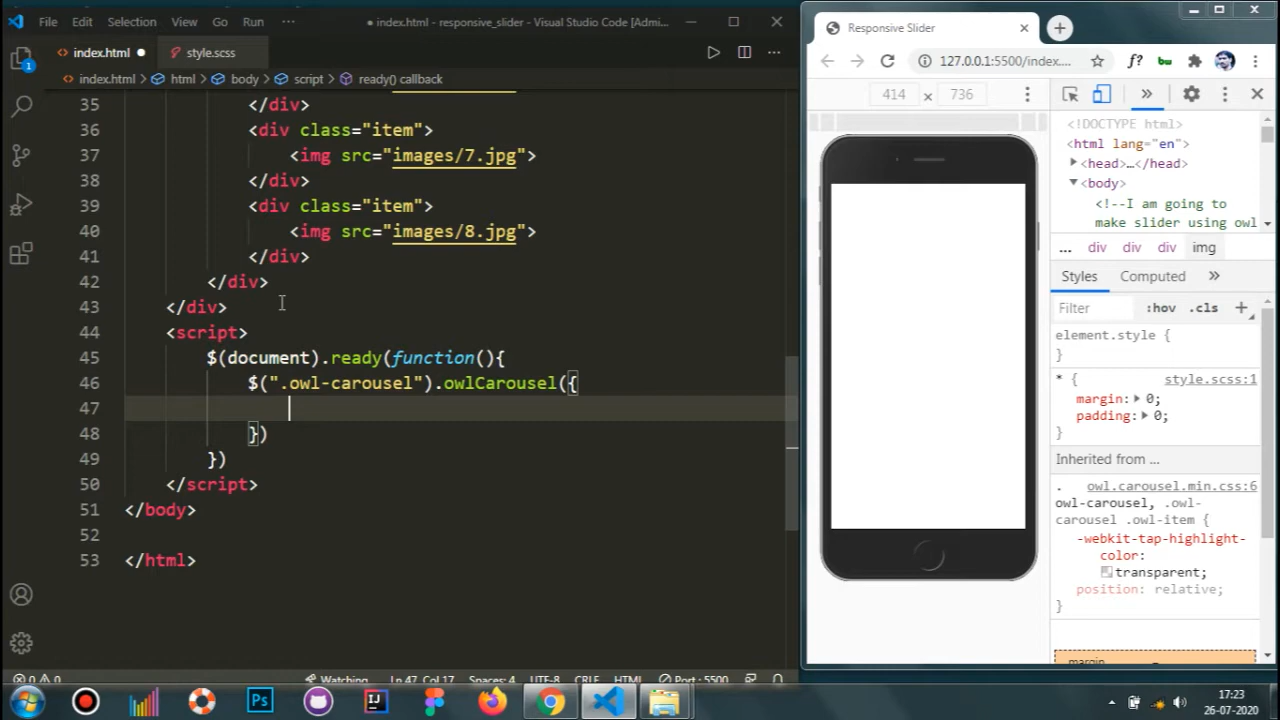 File Edit Selection View Go Run ··· ● index.html - responsive_slider - Visual Studio Code [Admi...
index.html ● style.scss
index.html > html > body > script > ready() callback
35 </div>
36 <div class="item">
37 <img src="images/7.jpg">
38 </div>
39 <div class="item">
40 <img src="images/8.jpg">
41 </div>
42 </div>
43 </div>
44 <script>
45 $(document).ready(function(){
46 $(".owl-carousel").owlCarousel({
47
48 })
49 })
50 </script>
51 </body>
52
53 </html>
1
0 0 Watching... Ln 47, Col 17 Spaces: 4 UTF-8 CRLF HTML Port : 5500
Responsive Slider
127.0.0.1:5500/index....
f?
414 × 736
<!DOCTYPE html>
<html lang="en">
<head>…</head>
<body>
<!--I am going to
make slider using owl
... div div div img
Styles Computed »
Filter :hov .cls +
element.style {
}
* { style.scss:1
margin: 0;
padding: 0;
}
Inherited from ...
. owl.carousel.min.css:6
owl-carousel, .owl-
carousel .owl-item {
-webkit-tap-highlight-
color:
transparent;
position: relative;
}
margin
Ps
IJ
17:23
26-07-2020